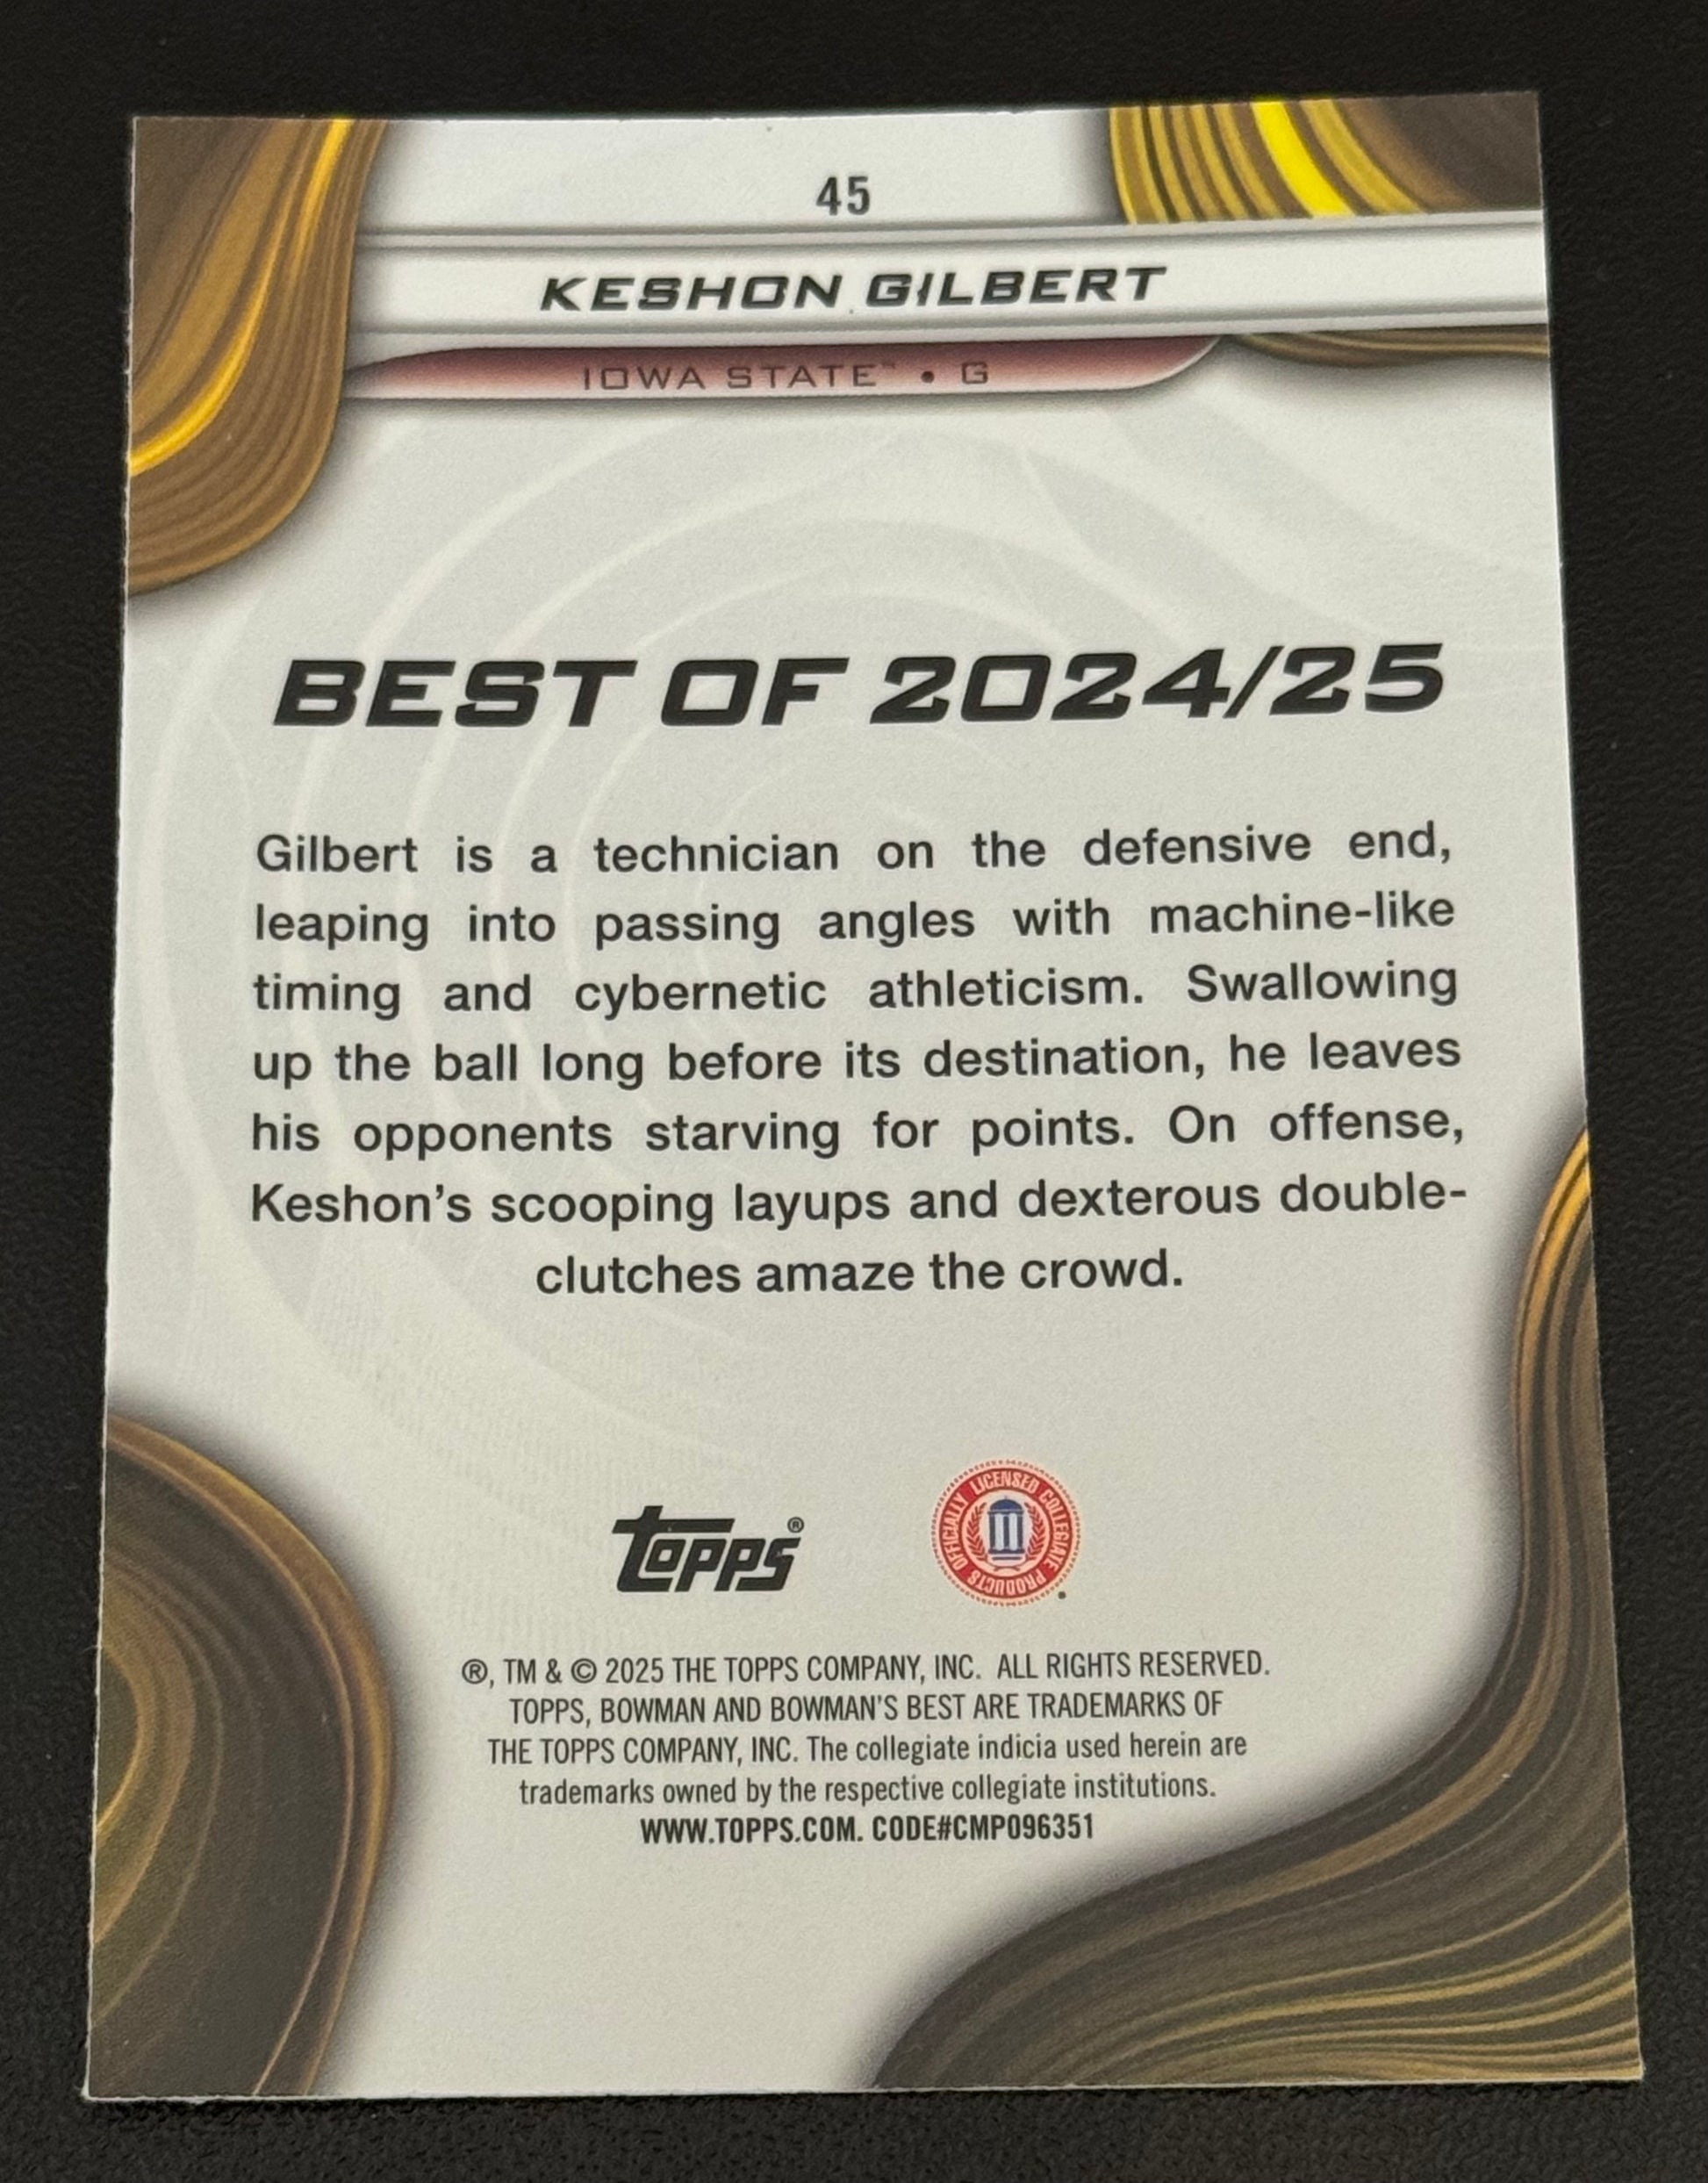 45
KESHON GILBERT
IOWA STATE™ • G
BEST OF 2024/25
Gilbert is a technician on the defensive end,
leaping into passing angles with machine-like
timing and cybernetic athleticism. Swallowing
up the ball long before its destination, he leaves
his opponents starving for points. On offense,
Keshon's scooping layups and dexterous double-
clutches amaze the crowd.
Topps®
OFFICIALLY LICENSED COLLEGIATE PRODUCTS
®, TM & © 2025 THE TOPPS COMPANY, INC. ALL RIGHTS RESERVED.
TOPPS, BOWMAN AND BOWMAN'S BEST ARE TRADEMARKS OF
THE TOPPS COMPANY, INC. The collegiate indicia used herein are
trademarks owned by the respective collegiate institutions.
WWW.TOPPS.COM. CODE#CMP096351